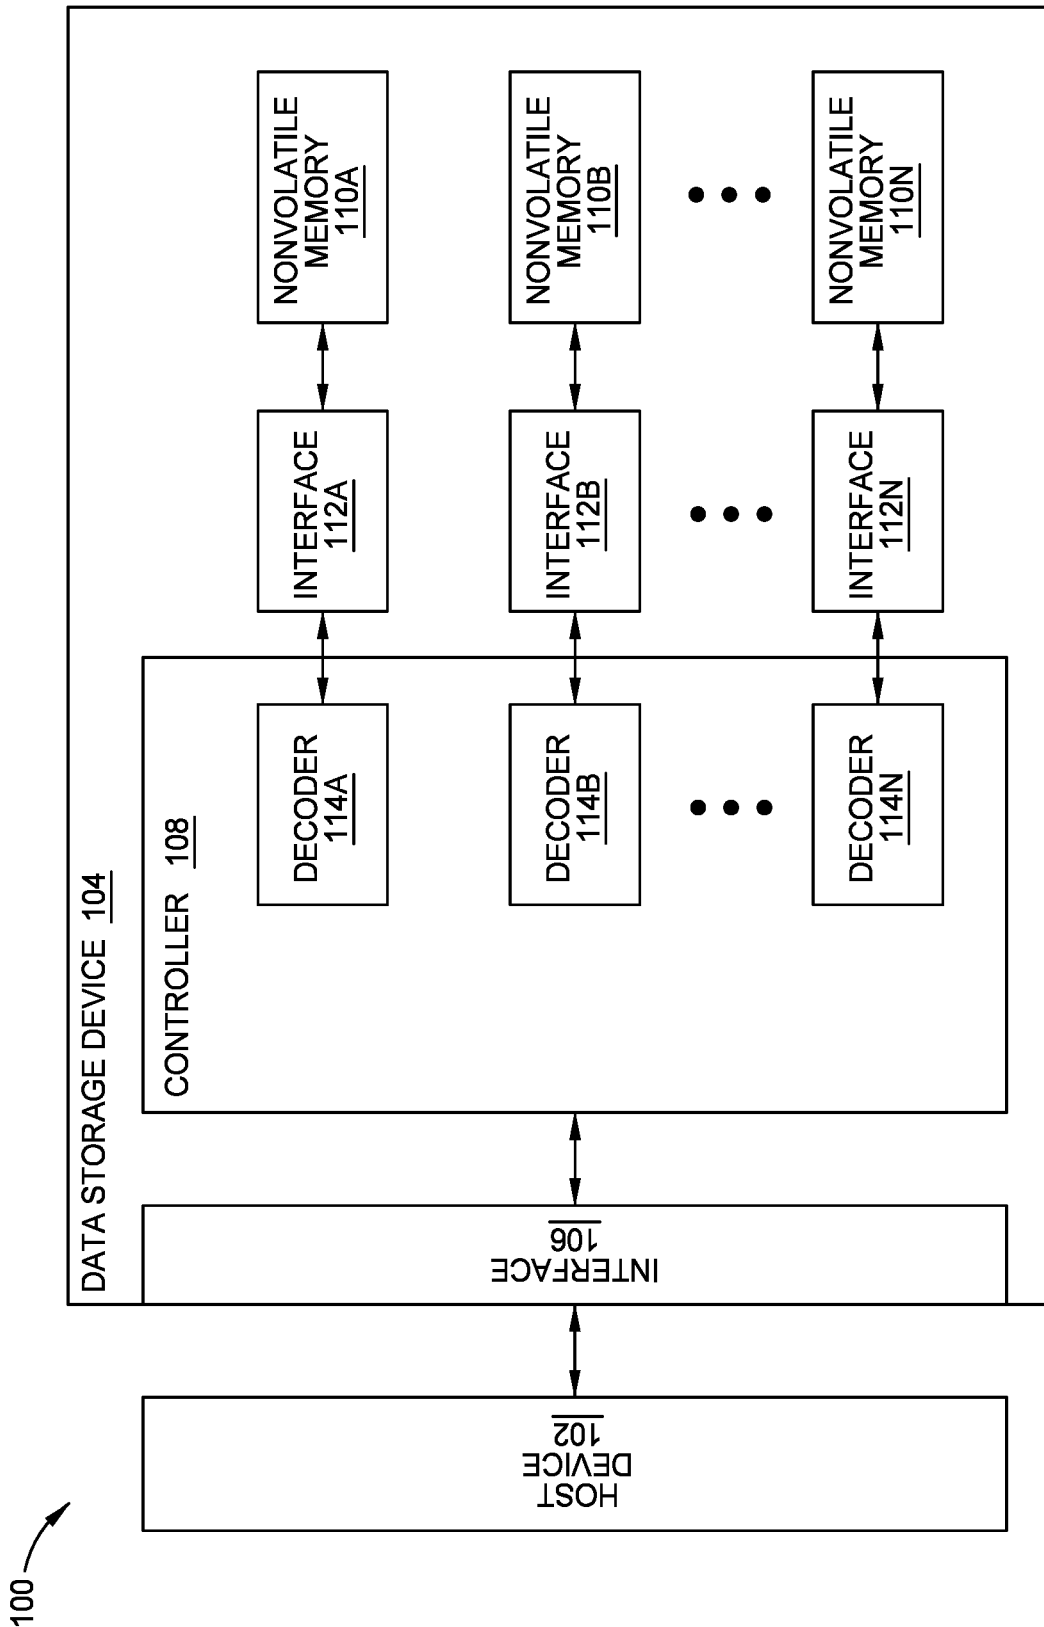 100
HOST
DEVICE
102
DATA STORAGE DEVICE 104
INTERFACE
106
CONTROLLER 108
DECODER
114A
DECODER
114B
DECODER
114N
INTERFACE
112A
INTERFACE
112B
INTERFACE
112N
NONVOLATILE
MEMORY
110A
NONVOLATILE
MEMORY
110B
NONVOLATILE
MEMORY
110N